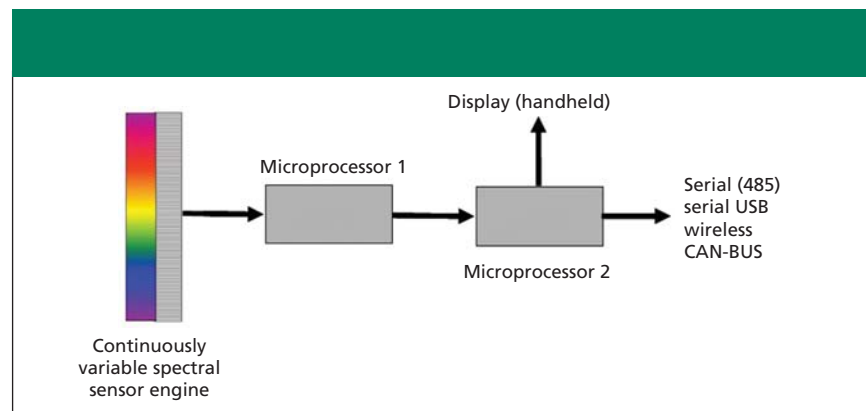 Display (handheld)
Microprocessor 1
Serial (485)
serial USB
wireless
CAN-BUS
Microprocessor 2
Continuously
variable spectral
sensor engine